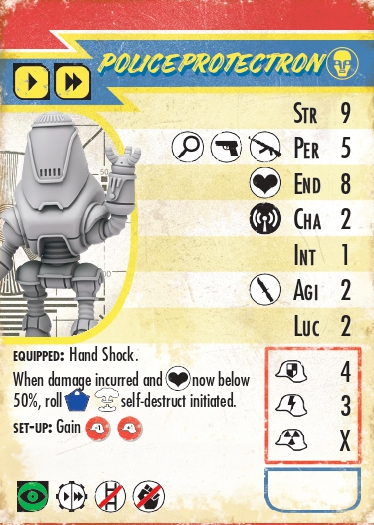 POLICE PROTECTRON
STR 9
PER 5
END 8
CHA 2
INT 1
AGI 2
LUC 2
EQUIPPED: Hand Shock.
When damage incurred and now below
50%, roll self-destruct initiated.
SET-UP: Gain
4
3
X